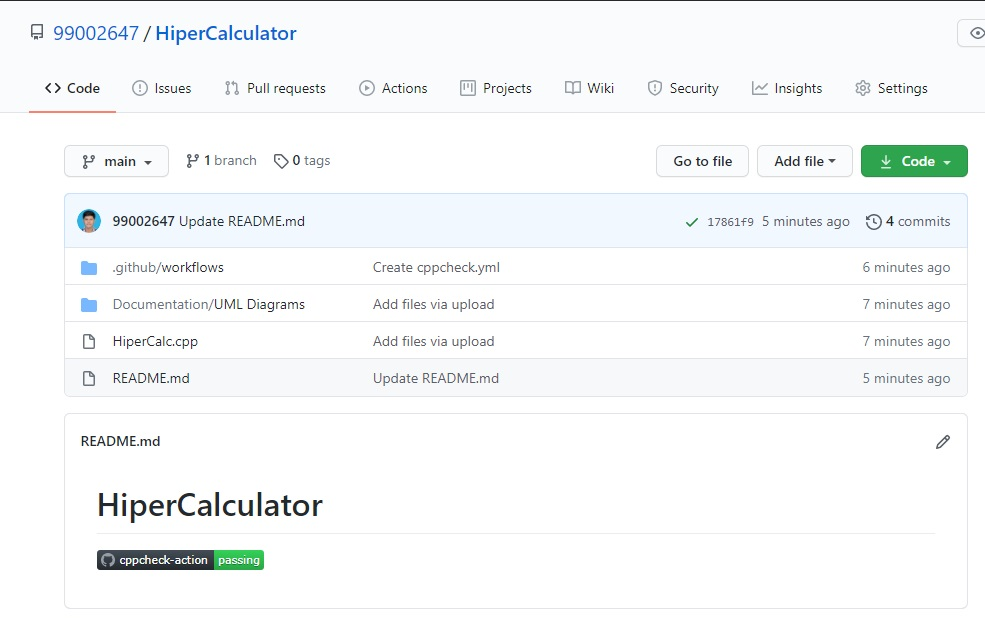 99002647 / HiperCalculator
Code Issues Pull requests Actions Projects Wiki Security Insights Settings
main 1 branch 0 tags Go to file Add file Code
99002647 Update README.md 17861f9 5 minutes ago 4 commits
.github/workflows Create cppcheck.yml 6 minutes ago
Documentation/UML Diagrams Add files via upload 7 minutes ago
HiperCalc.cpp Add files via upload 7 minutes ago
README.md Update README.md 5 minutes ago
README.md
HiperCalculator
cppcheck-action passing